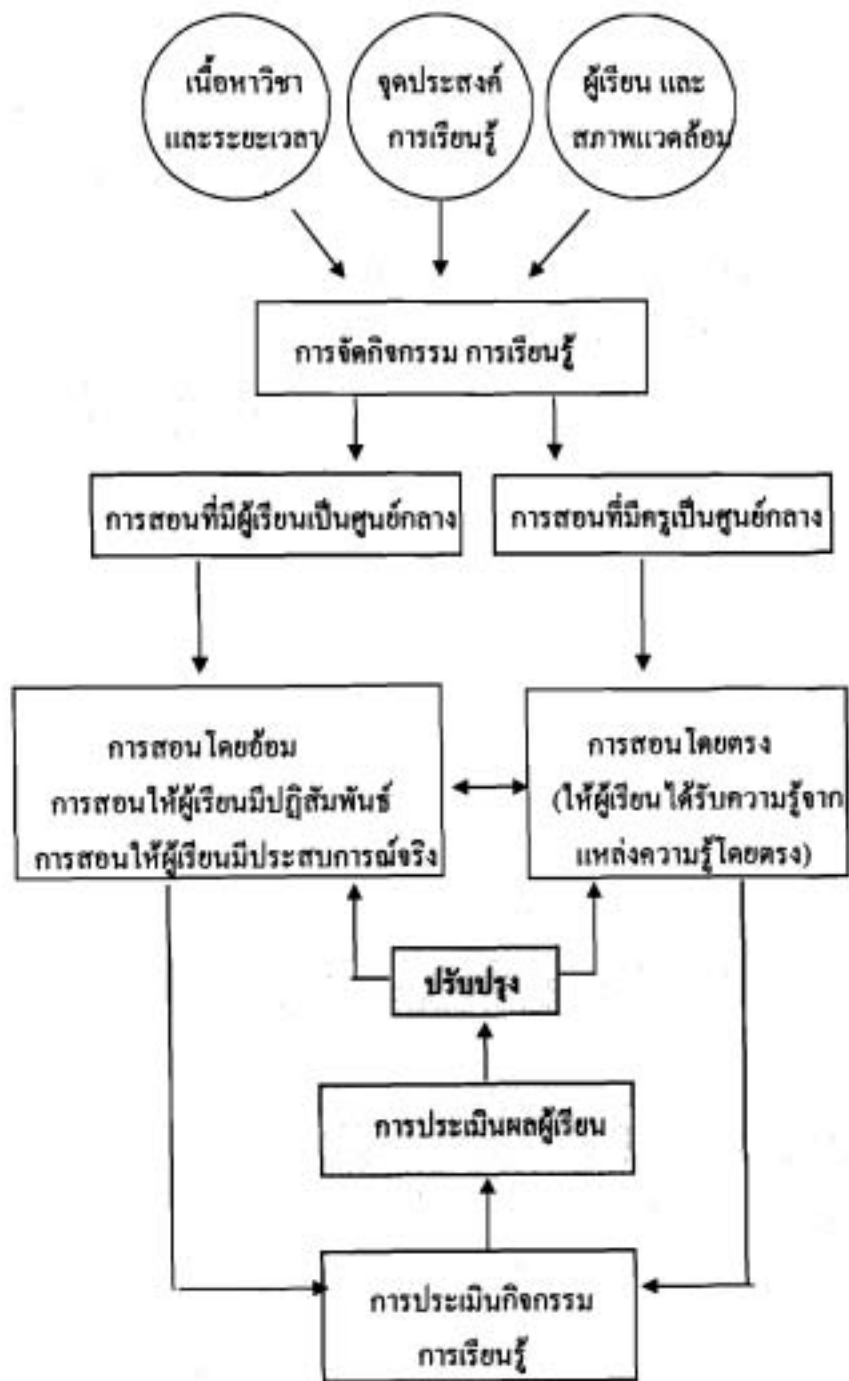 เนื้อหาวิชา
และระยะเวลา
จุดประสงค์
การเรียนรู้
ผู้เรียน และ
สภาพแวดล้อม
การจัดกิจกรรม การเรียนรู้
การสอนที่มีผู้เรียนเป็นศูนย์กลาง
การสอนที่มีครูเป็นศูนย์กลาง
การสอนโดยอ้อม
การสอนให้ผู้เรียนมีปฏิสัมพันธ์
การสอนให้ผู้เรียนมีประสบการณ์จริง
การสอนโดยตรง
(ให้ผู้เรียนได้รับความรู้จาก
แหล่งความรู้โดยตรง)
ปรับปรุง
การประเมินผลผู้เรียน
การประเมินกิจกรรม
การเรียนรู้